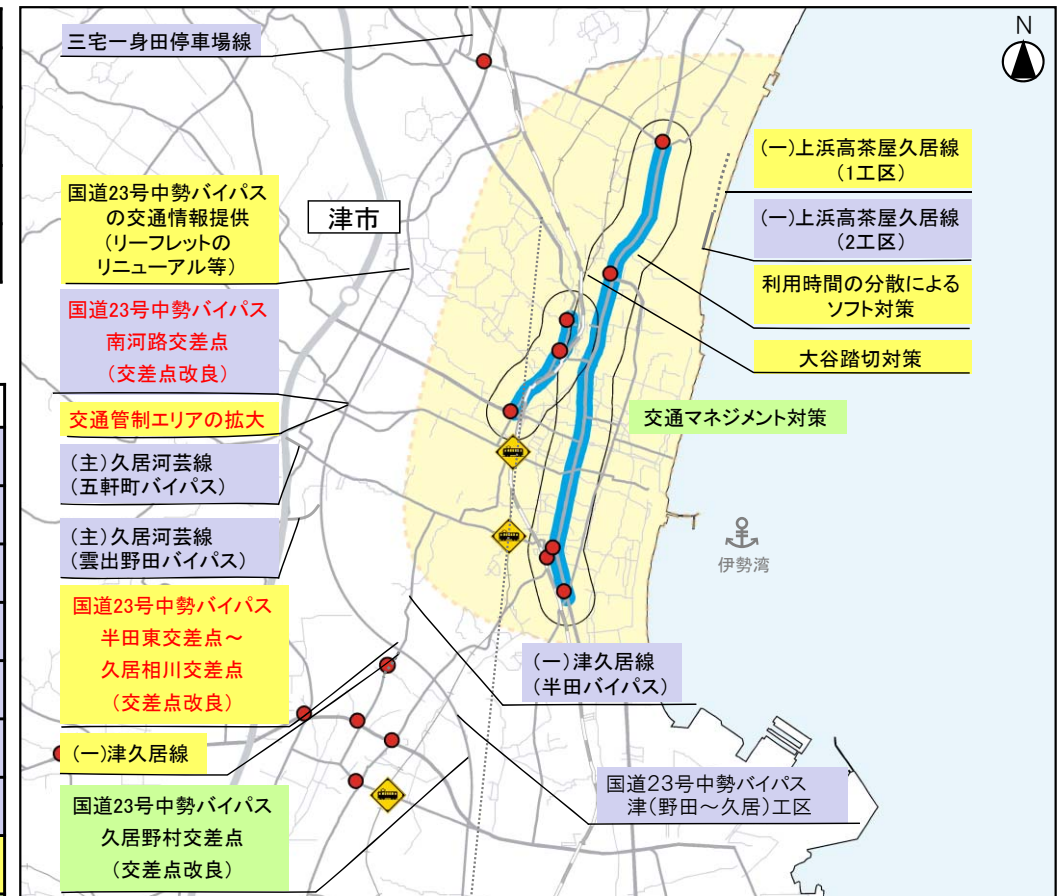 三宅一身田停車場線
N
国道23号中勢バイパス
の交通情報提供
(リーフレットの
リニューアル等)
津市
(一)上浜高茶屋久居線
(1工区)
(一)上浜高茶屋久居線
(2工区)
利用時間の分散による
ソフト対策
大谷踏切対策
国道23号中勢バイパス
南河路交差点
(交差点改良)
交通管制エリアの拡大
交通マネジメント対策
(主)久居河芸線
(五軒町バイパス)
(主)久居河芸線
(雲出野田バイパス)
伊勢湾
国道23号中勢バイパス
半田東交差点~
久居相川交差点
(交差点改良)
(一)津久居線
(半田バイパス)
(一)津久居線
国道23号中勢バイパス
津(野田~久居)工区
国道23号中勢バイパス
久居野村交差点
(交差点改良)